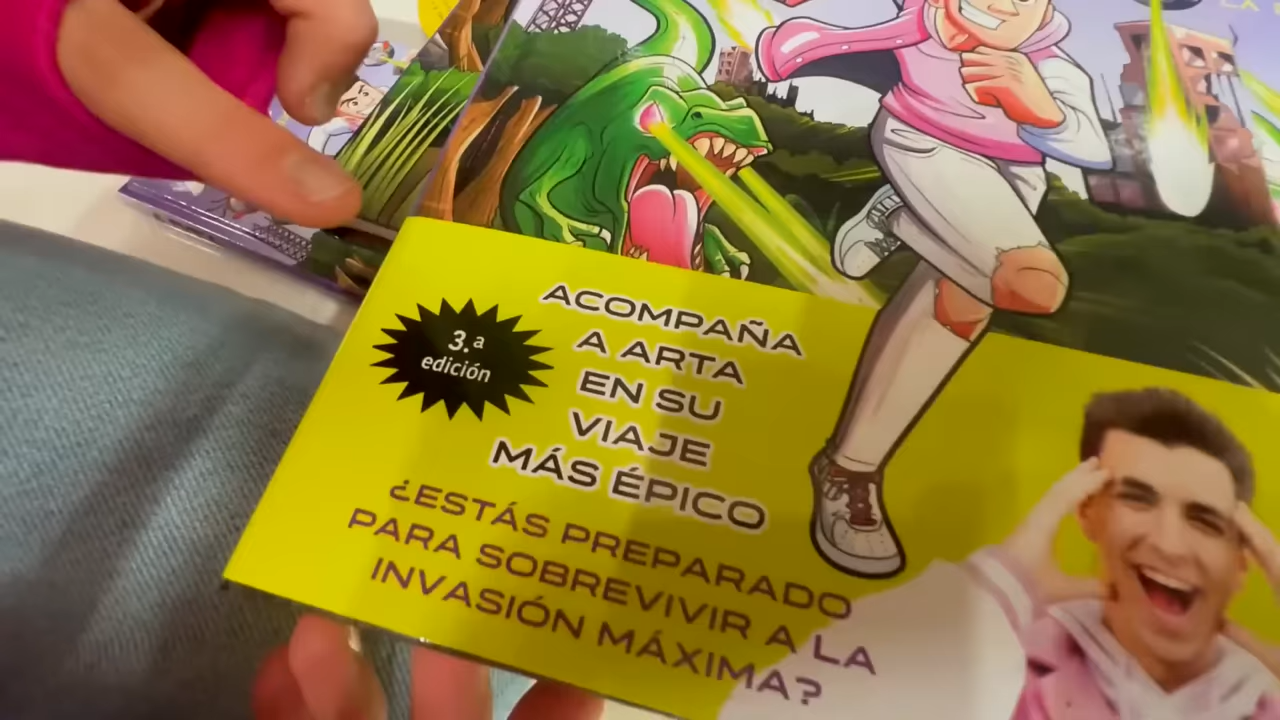 3.ª
edición
ACOMPAÑA
A ARTA
EN SU
VIAJE
MÁS ÉPICO
¿ESTÁS PREPARADO
PARA SOBREVIVIR A LA
INVASIÓN MÁXIMA?